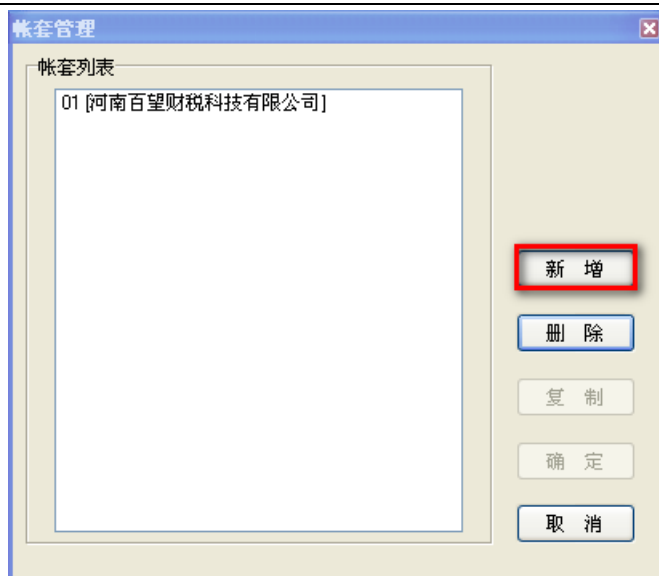 帐套管理
帐套列表
01 [河南百望财税科技有限公司]
新 增
删 除
复 制
确 定
取 消